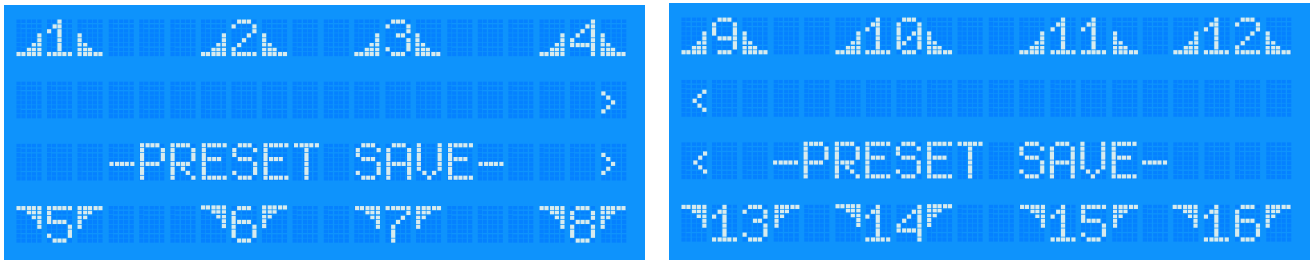 1 2 3 4
>
-PRESET SAVE- >
5 6 7 8
9 10 11 12
<
< -PRESET SAVE-
13 14 15 16